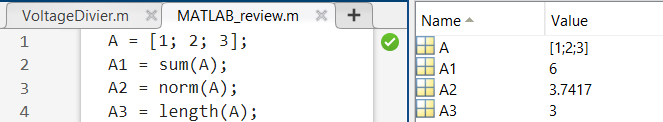 VoltageDivier.m × MATLAB_review.m × +
1 A = [1; 2; 3];
2 A1 = sum(A);
3 A2 = norm(A);
4 A3 = length(A);
Name Value
A [1;2;3]
A1 6
A2 3.7417
A3 3